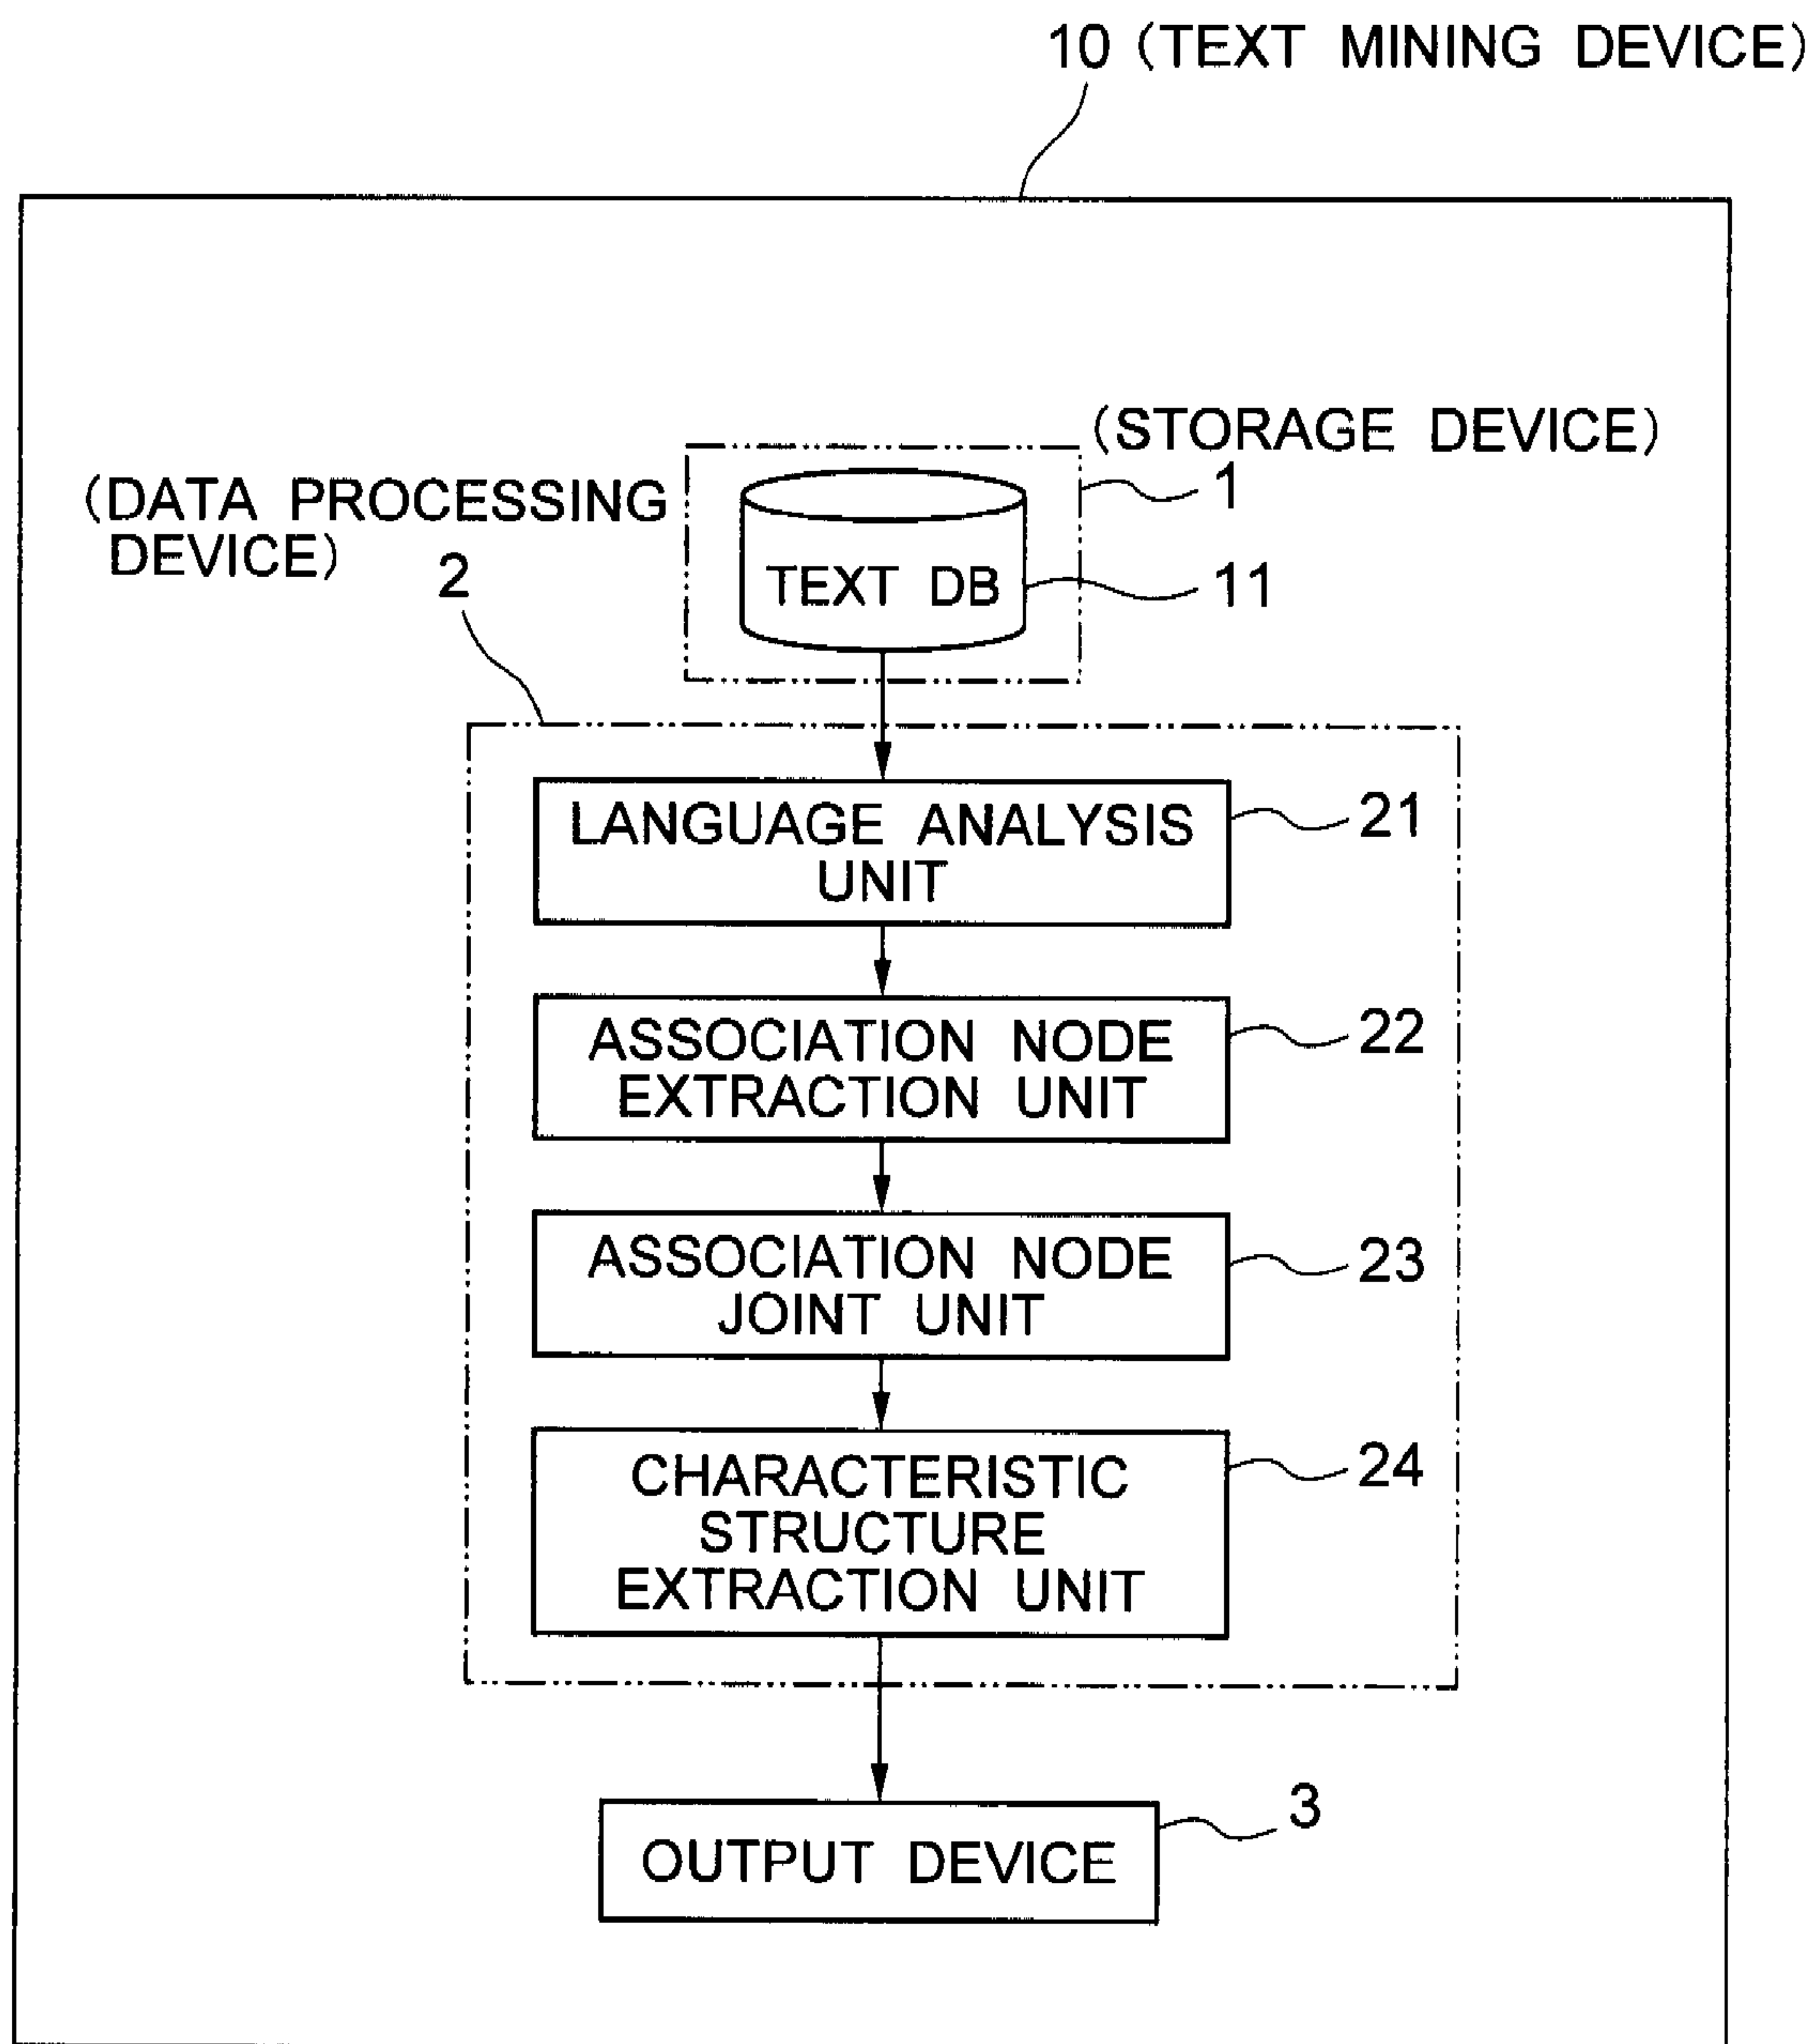 10 (TEXT MINING DEVICE)
(STORAGE DEVICE)
1
(DATA PROCESSING
DEVICE)
2
TEXT DB
11
LANGUAGE ANALYSIS
UNIT
21
ASSOCIATION NODE
EXTRACTION UNIT
22
ASSOCIATION NODE
JOINT UNIT
23
CHARACTERISTIC
STRUCTURE
EXTRACTION UNIT
24
OUTPUT DEVICE
3